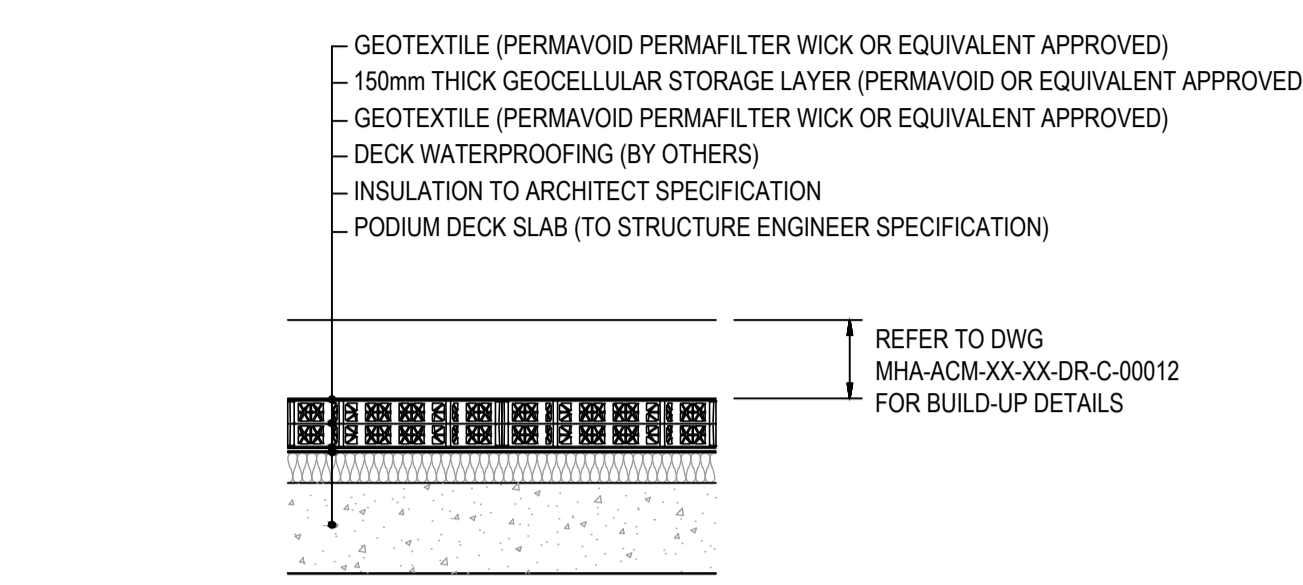 GEOTEXTILE (PERMAVOID PERMAFILTER WICK OR EQUIVALENT APPROVED)
150mm THICK GEOCELLULAR STORAGE LAYER (PERMAVOID OR EQUIVALENT APPROVED
GEOTEXTILE (PERMAVOID PERMAFILTER WICK OR EQUIVALENT APPROVED)
DECK WATERPROOFING (BY OTHERS)
INSULATION TO ARCHITECT SPECIFICATION
PODIUM DECK SLAB (TO STRUCTURE ENGINEER SPECIFICATION)
REFER TO DWG
MHA-ACM-XX-XX-DR-C-00012
FOR BUILD-UP DETAILS